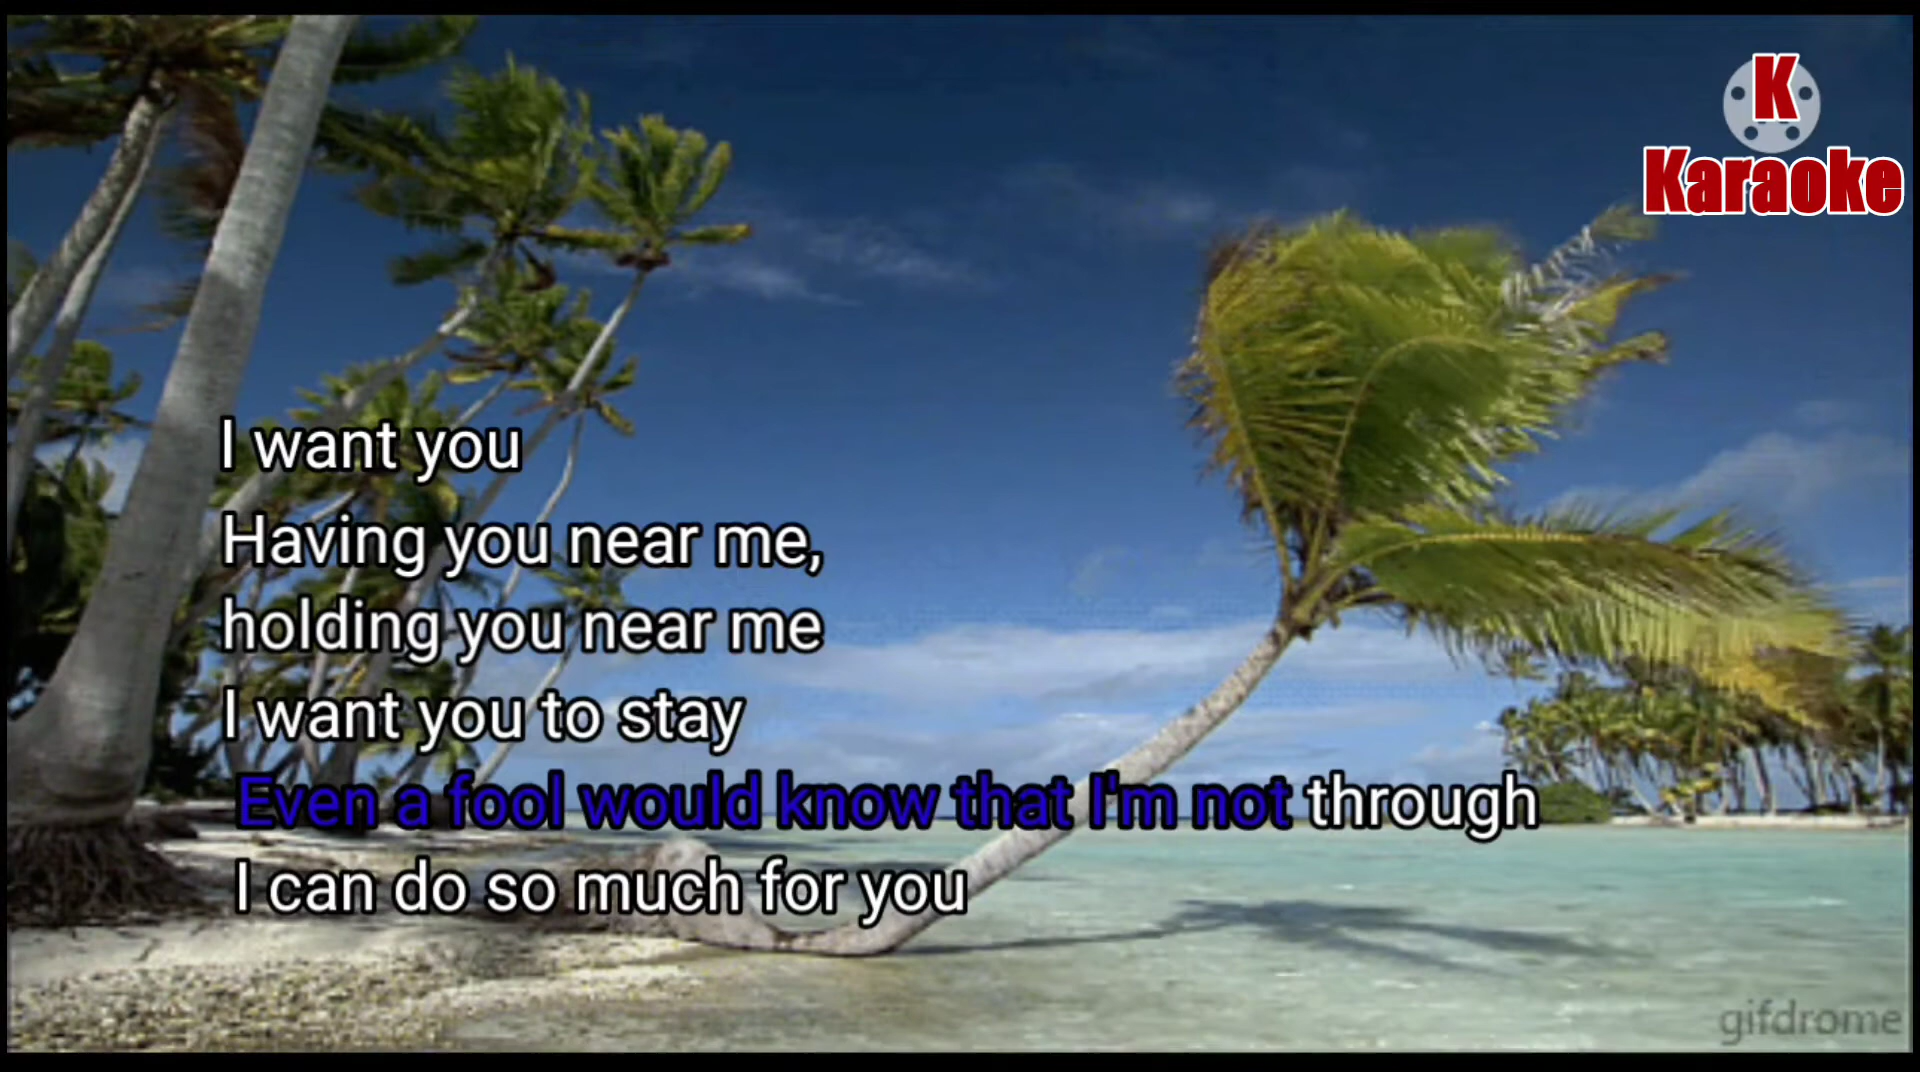 K
Karaoke
I want you
Having you near me,
holding you near me
I want you to stay
Even a fool would know that I'm not through
I can do so much for you
gifdrome